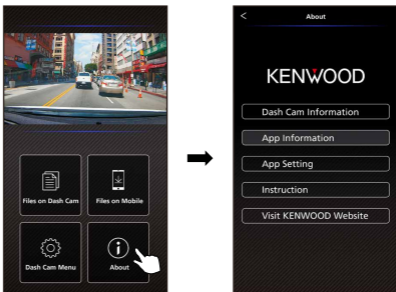 Files on Dash Cam
Files on Mobile
Dash Cam Menu
About
<
About
KENWOOD
Dash Cam Information
App Information
App Setting
Instruction
Visit KENWOOD Website